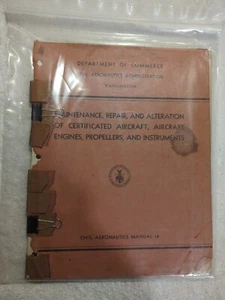 DEPARTMENT OF COMMERCE
CIVIL AERONAUTICS ADMINISTRATION
WASHINGTON
MAINTENANCE, REPAIR, AND ALTERATION
OF CERTIFICATED AIRCRAFT, AIRCRAFT
ENGINES, PROPELLERS, AND INSTRUMENTS
CIVIL AERONAUTICS MANUAL 18